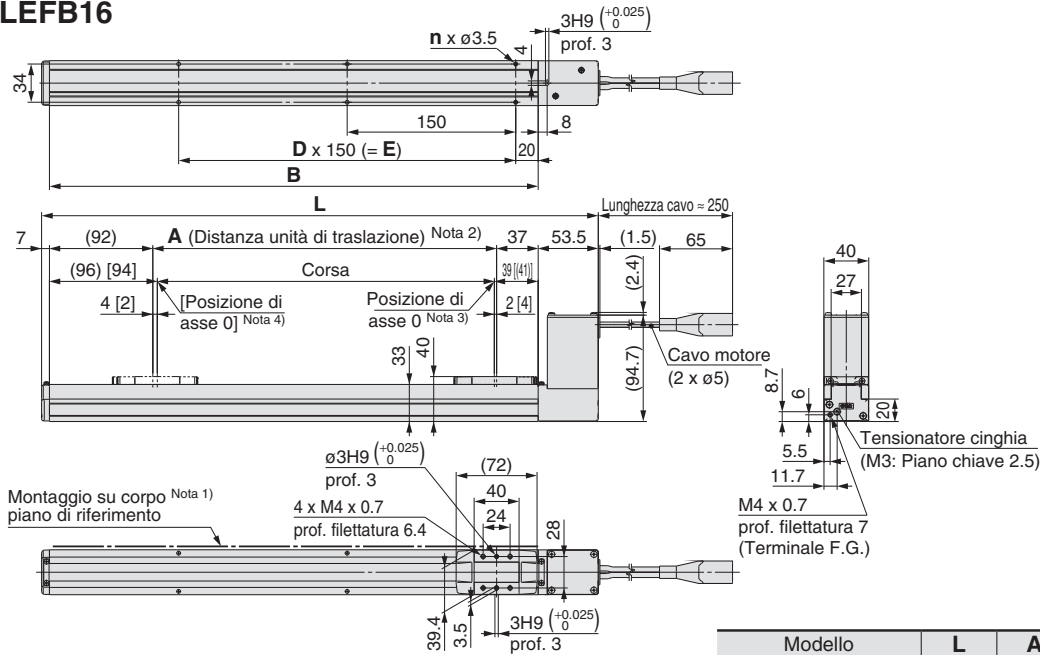 LEFB16
3H9 (+0.025 0)
prof. 3
n x ø3.5
4
34
150
8
D x 150 (= E)
20
B
L
Lunghezza cavo ≈ 250
7
(92)
A (Distanza unità di traslazione) Nota 2)
37
53.5
(1.5)
65
(96) [94]
Corsa
39 [(41)]
4 [2]
[Posizione di
asse 0] Nota 4)
Posizione di
asse 0 Nota 3)
2 [4]
33
40
(2.4)
(94.7)
Cavo motore
(2 x ø5)
40
27
8.7
6
20
5.5
11.7
Tensionatore cinghia
(M3: Piano chiave 2.5)
M4 x 0.7
prof. filettatura 7
(Terminale F.G.)
ø3H9 (+0.025 0)
prof. 3
(72)
40
24
4 x M4 x 0.7
prof. filettatura 6.4
28
Montaggio su corpo Nota 1)
piano di riferimento
39.4
3.5
3H9 (+0.025 0)
prof. 3
Modello L A